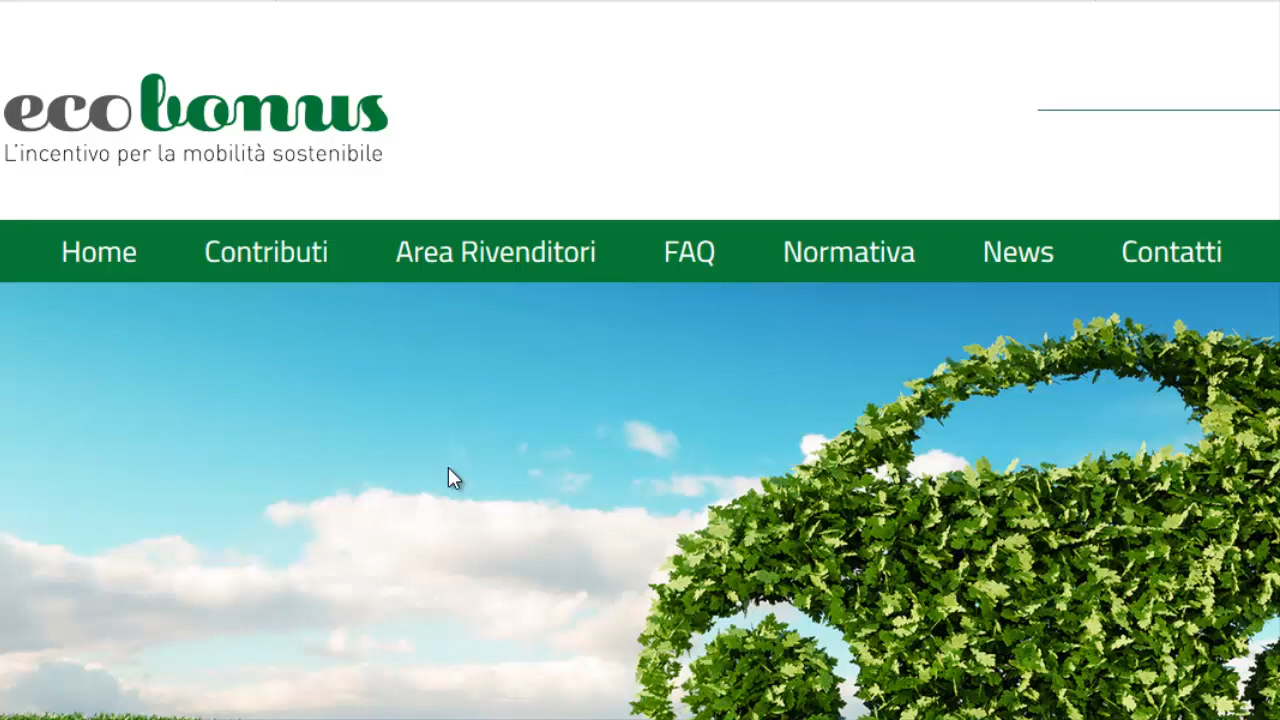 ecobonus
L'incentivo per la mobilità sostenibile
Home Contributi Area Rivenditori FAQ Normativa News Contatti